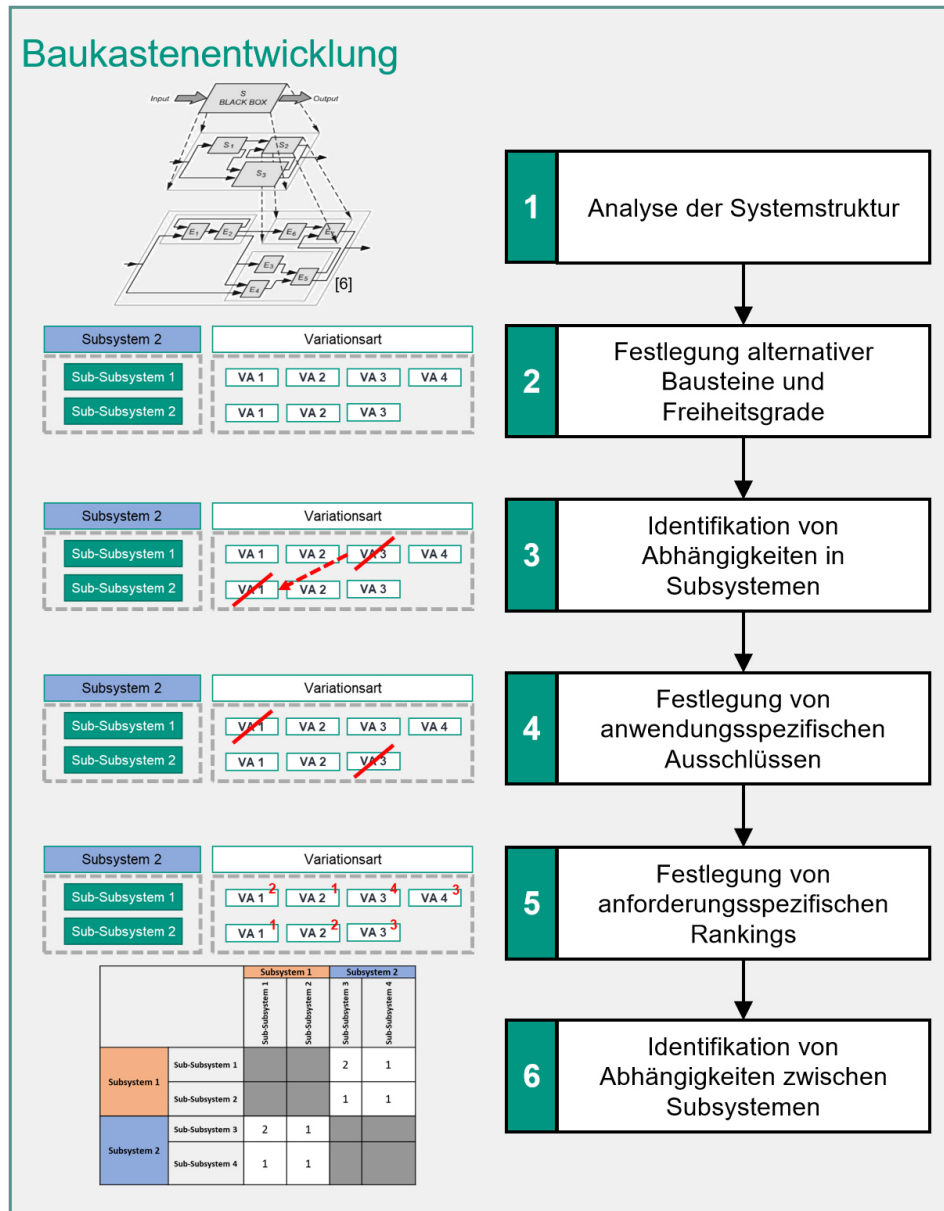 Baukastenentwicklung
Input
S
BLACK BOX
Output
S1
S2
S3
E1
E2
E6
E7
E3
E4
E5
[6]
1
Analyse der Systemstruktur
Subsystem 2
Variationsart
Sub-Subsystem 1
VA 1
VA 2
VA 3
VA 4
Sub-Subsystem 2
VA 1
VA 2
VA 3
2
Festlegung alternativer
Bausteine und
Freiheitsgrade
Subsystem 2
Variationsart
Sub-Subsystem 1
VA 1
VA 2
VA 3
VA 4
Sub-Subsystem 2
VA 1
VA 2
VA 3
3
Identifikation von
Abhängigkeiten in
Subsystemen
Subsystem 2
Variationsart
Sub-Subsystem 1
VA 1
VA 2
VA 3
VA 4
Sub-Subsystem 2
VA 1
VA 2
VA 3
4
Festlegung von
anwendungsspezifischen
Ausschlüssen
Subsystem 2
Variationsart
Sub-Subsystem 1
VA 1 2
VA 2 1
VA 3 4
VA 4 3
Sub-Subsystem 2
VA 1 1
VA 2 2
VA 3 3
5
Festlegung von
anforderungsspezifischen
Rankings
Subsystem 1
Subsystem 2
Sub-Subsystem 1
Sub-Subsystem 2
Sub-Subsystem 3
Sub-Subsystem 4
Subsystem 1
Sub-Subsystem 1
2
1
Sub-Subsystem 2
1
1
Subsystem 2
Sub-Subsystem 3
2
1
Sub-Subsystem 4
1
1
6
Identifikation von
Abhängigkeiten zwischen
Subsystemen